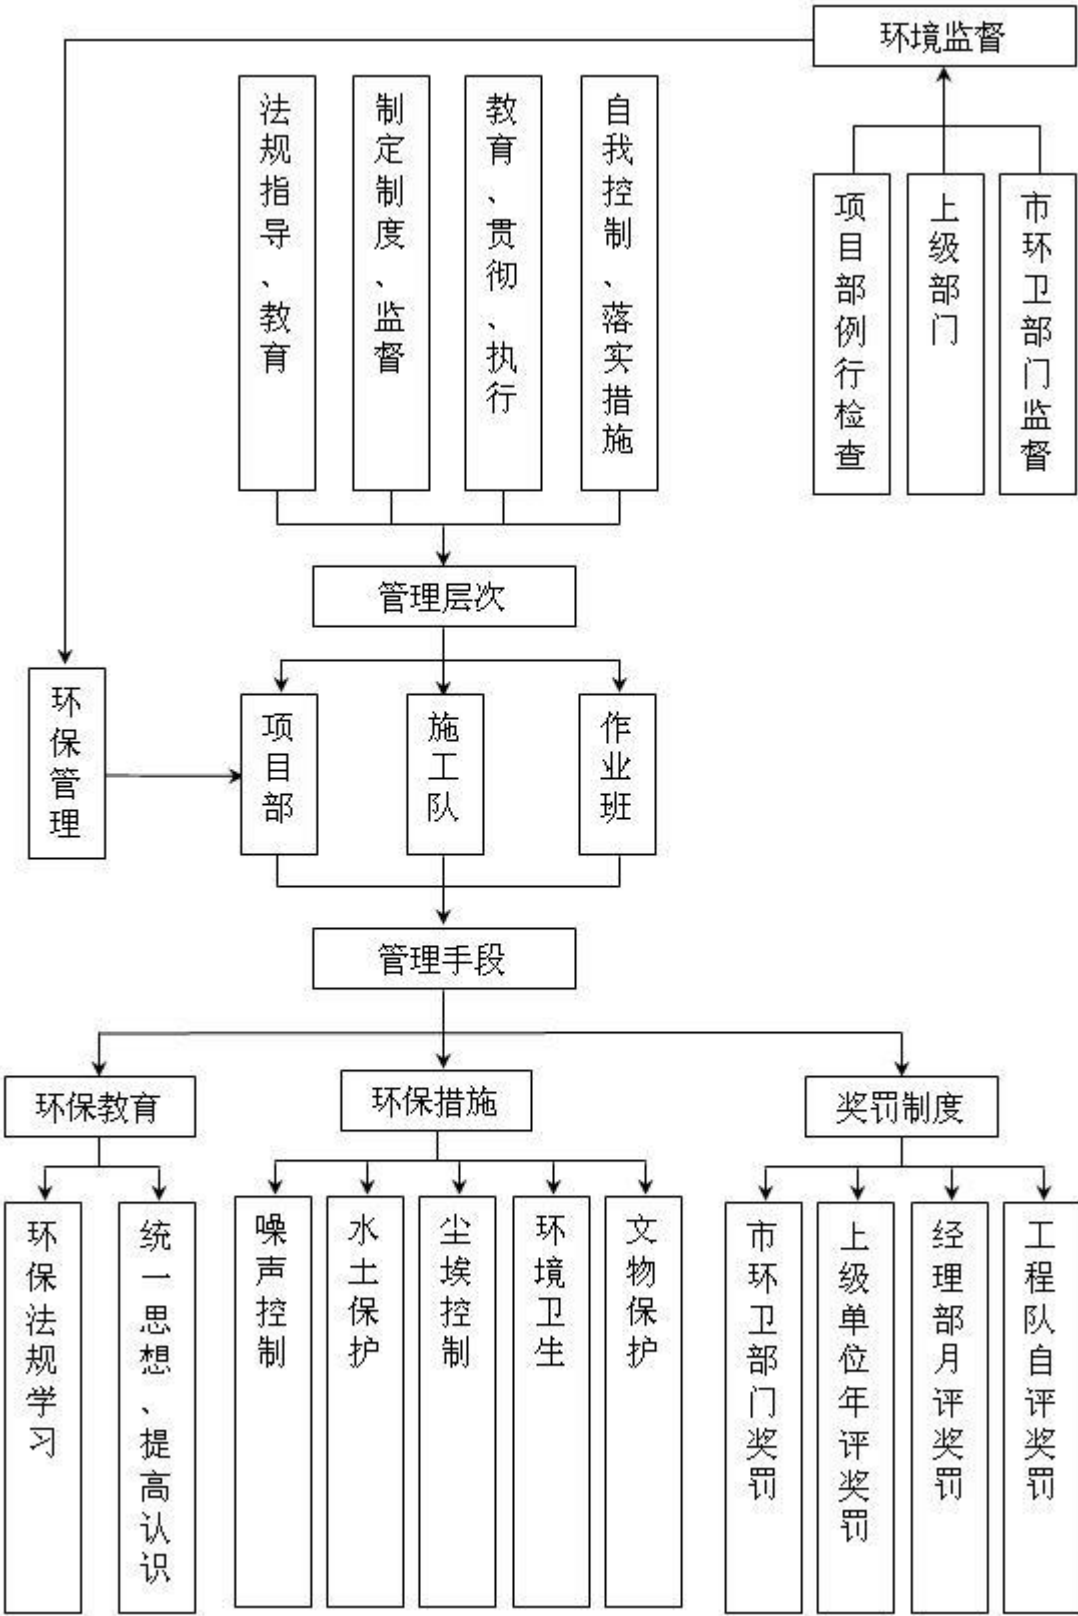 环境监督
法规指导、教育
制定制度、监督
教育、贯彻、执行
自我控制、落实措施
项目部例行检查
上级部门
市环卫部门监督
管理层次
环保管理
项目部
施工队
作业班
管理手段
环保教育
环保措施
奖罚制度
环保法规学习
统一思想、提高认识
噪声控制
水土保护
尘埃控制
环境卫生
文物保护
市环卫部门奖罚
上级单位年评奖罚
经理部月评奖罚
工程队自评奖罚